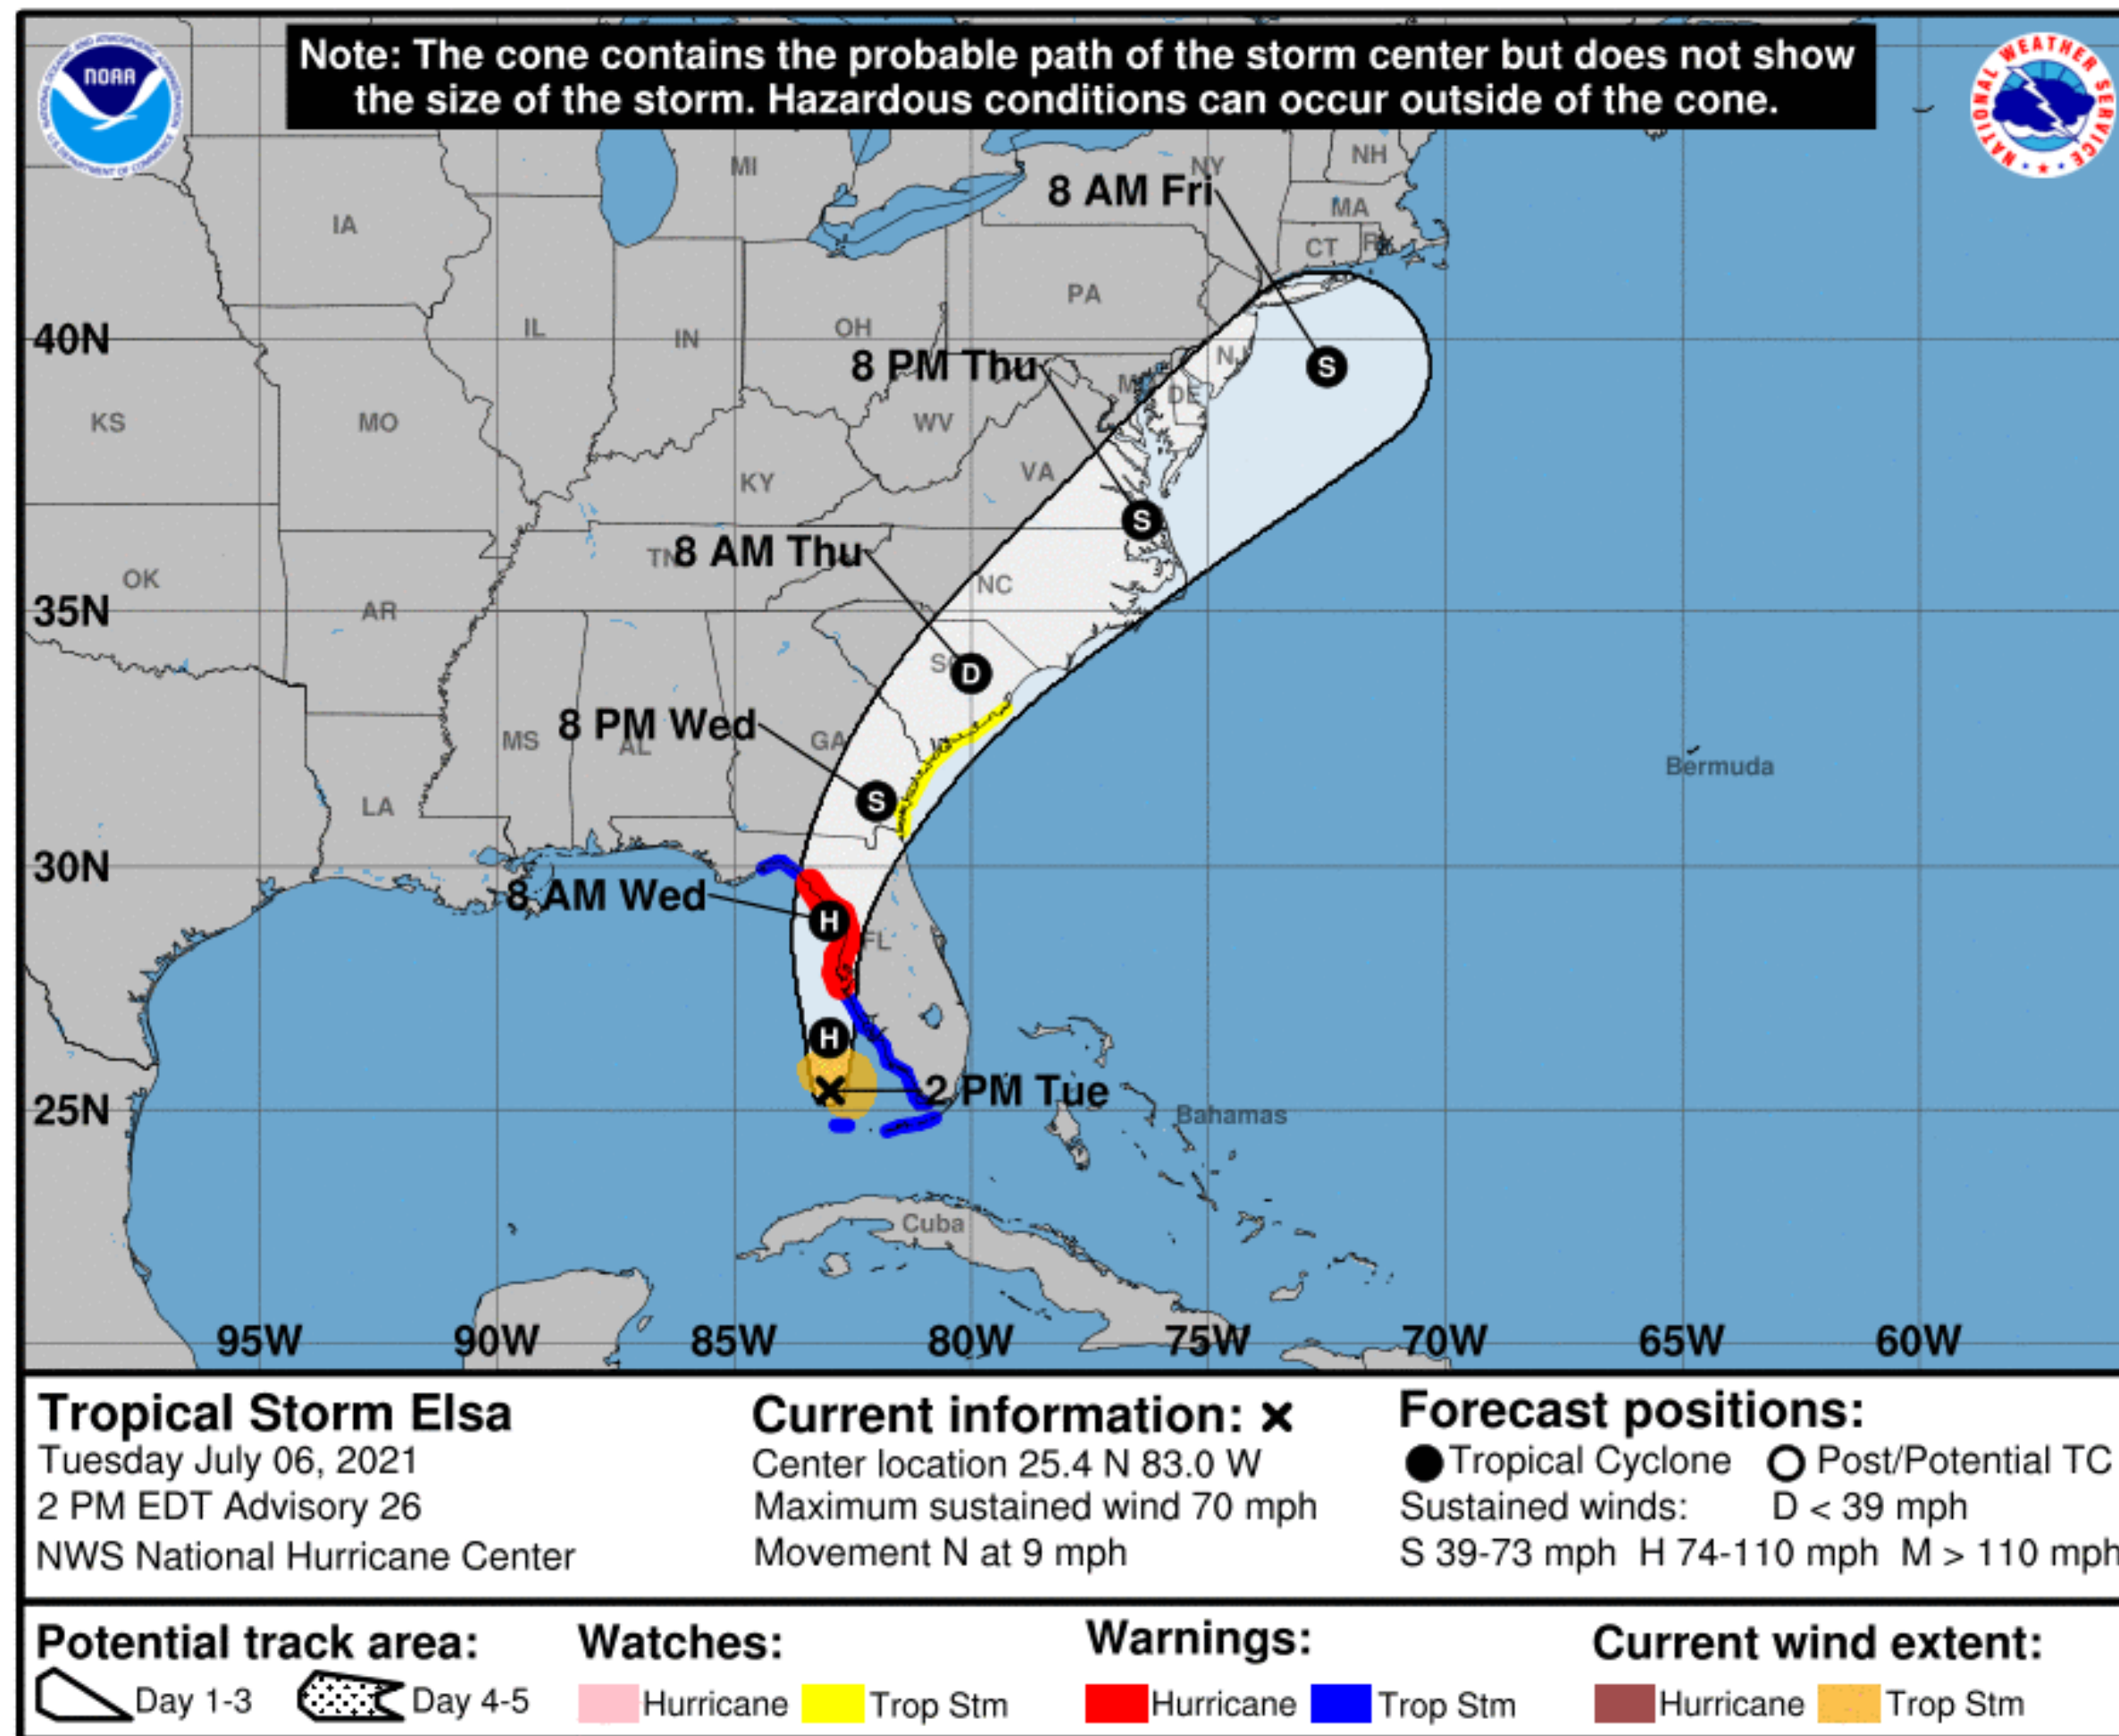 Note: The cone contains the probable path of the storm center but does not show
the size of the storm. Hazardous conditions can occur outside of the cone.
NOAA
NATIONAL OCEANIC AND ATMOSPHERIC ADMINISTRATION
U.S. DEPARTMENT OF COMMERCE
NATIONAL WEATHER SERVICE
MI
NY
NH
8 AM Fri
MA
IA
CT
PA
IL
IN
OH
40N
NJ
8 PM Thu
S
DE
KS
MO
WV
VA
KY
S
8 AM Thu
TN
NC
OK
35N
AR
SC
D
8 PM Wed
MS
AL
GA
Bermuda
S
LA
30N
8 AM Wed
H
FL
H
2 PM Tue
25N
Bahamas
Cuba
95W 90W 85W 80W 75W 70W 65W 60W
Tropical Storm Elsa
Tuesday July 06, 2021
2 PM EDT Advisory 26
NWS National Hurricane Center
Current information: x
Center location 25.4 N 83.0 W
Maximum sustained wind 70 mph
Movement N at 9 mph
Forecast positions:
Tropical Cyclone Post/Potential TC
Sustained winds: D < 39 mph
S 39-73 mph H 74-110 mph M > 110 mph
Potential track area:
Day 1-3 Day 4-5
Watches:
Hurricane Trop Stm
Warnings:
Hurricane Trop Stm
Current wind extent:
Hurricane Trop Stm